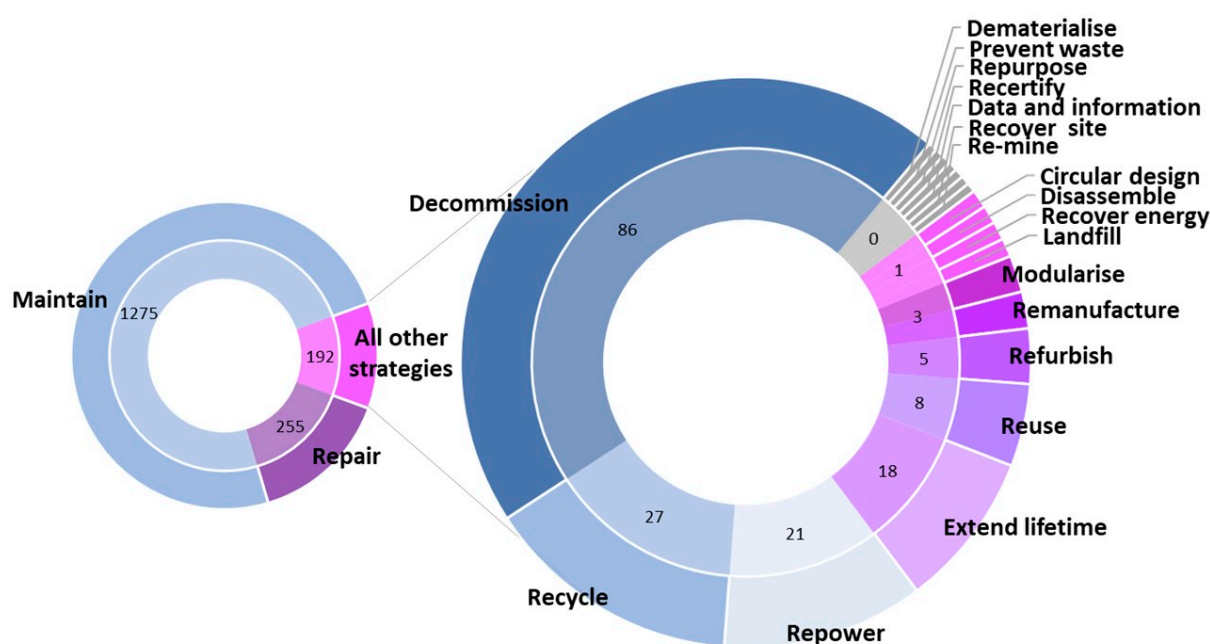 Maintain
1275
All other
strategies
192
255
Repair
Dematerialise
Prevent waste
Repurpose
Recertify
Data and information
Recover site
Re-mine
Circular design
Disassemble
Recover energy
Landfill
Modularise
Remanufacture
Refurbish
Reuse
Extend lifetime
Repower
Recycle
Decommission
86
0
1
3
5
8
18
21
27